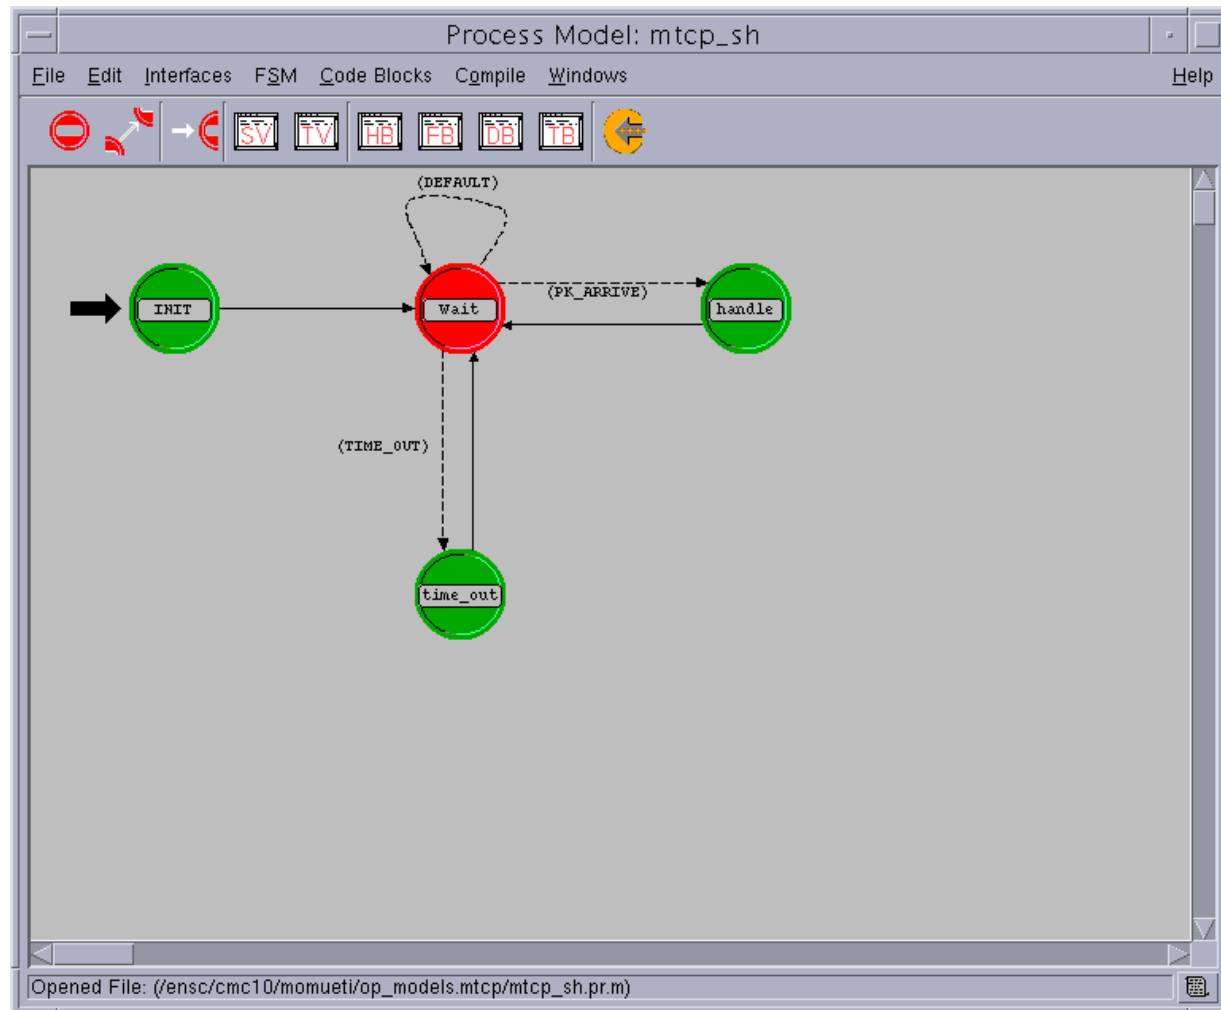 Process Model: mtcp_sh
File Edit Interfaces FSM Code Blocks Compile Windows Help
SV TV HB FB DB TB
(DEFAULT)
(PK_ARRIVE)
INIT Wait handle
(TIME_OUT)
time_out
Opened File: (/ensc/cmc10/momueti/op_models.mtcp/mtcp_sh.pr.m)